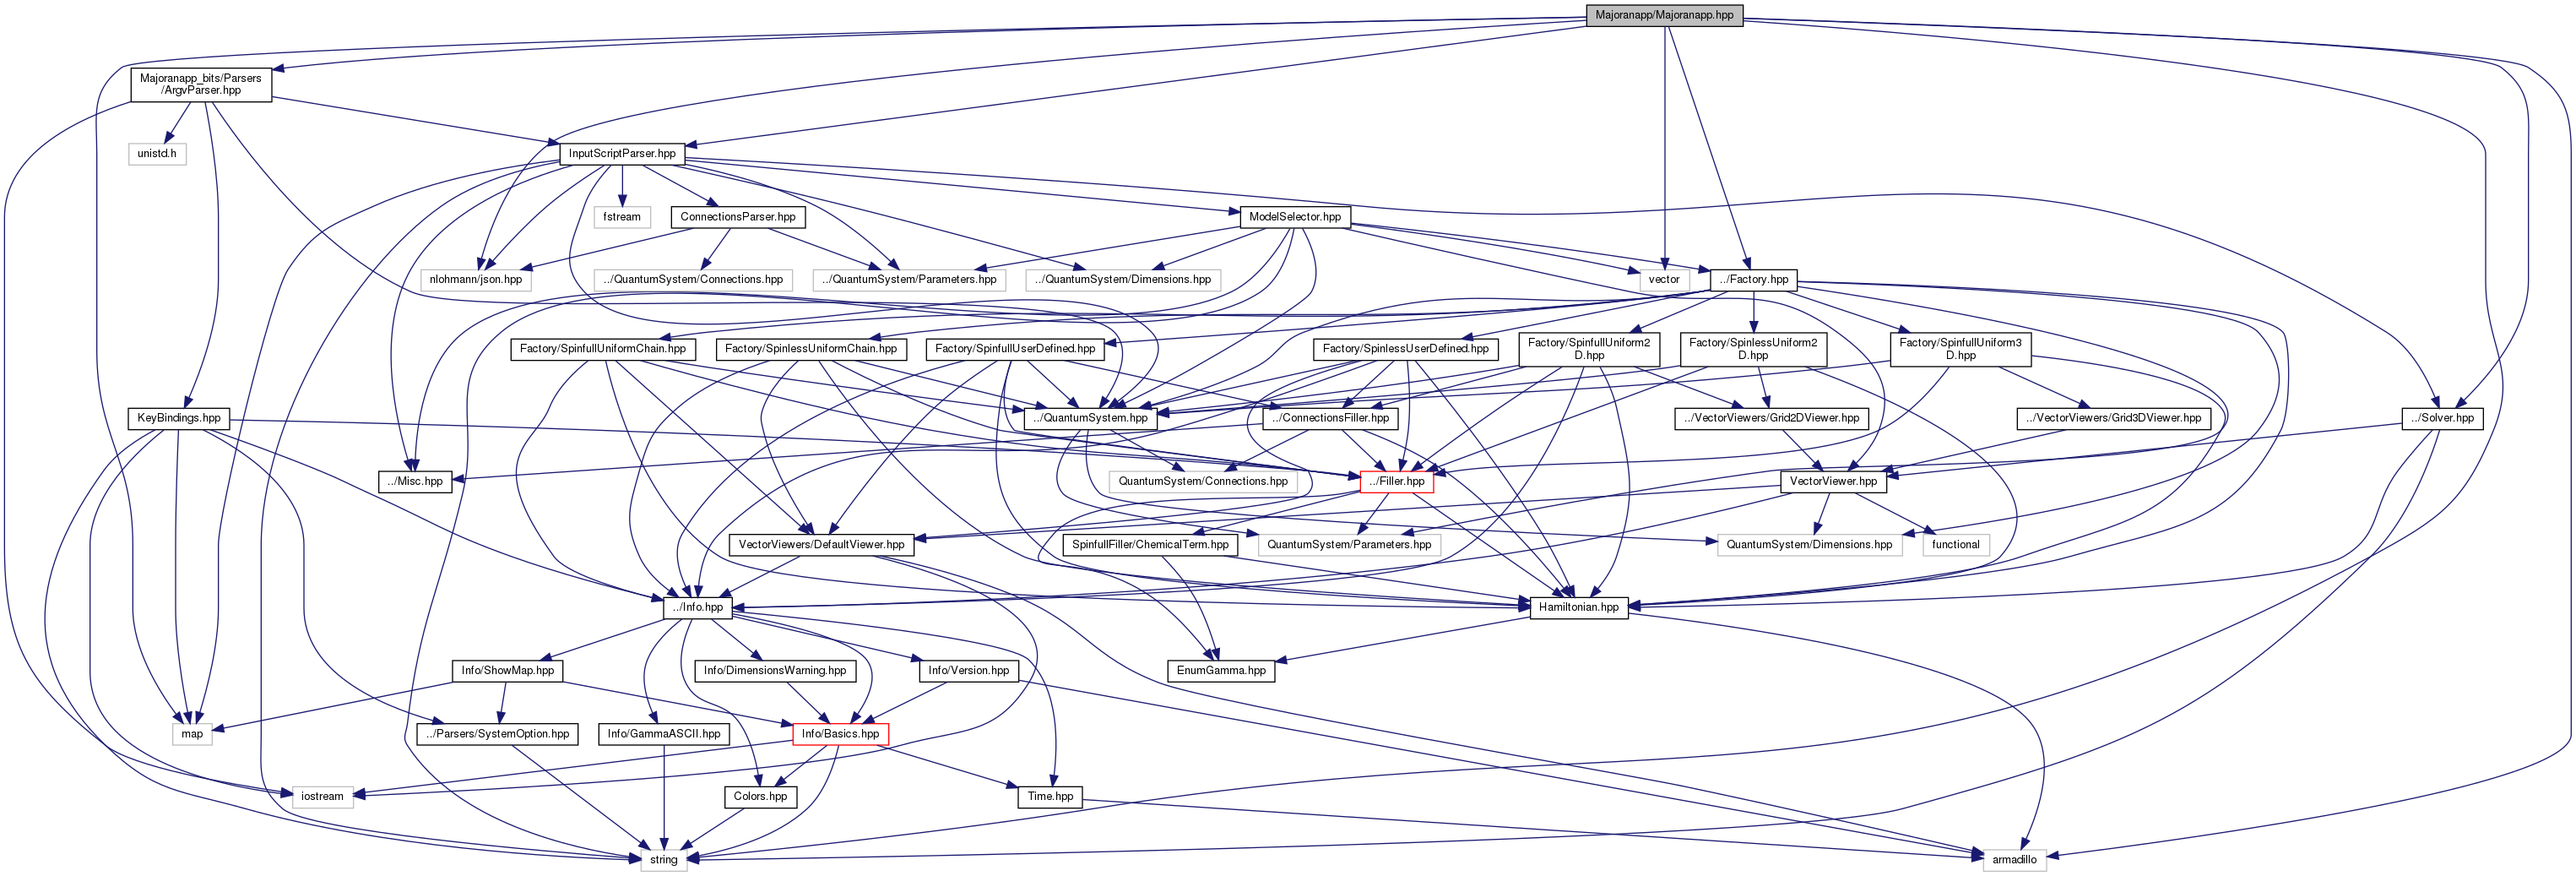 Majoranapp/Majoranapp.hpp
Majoranapp_bits/Parsers
/ArgvParser.hpp
unistd.h
InputScriptParser.hpp
fstream
ConnectionsParser.hpp
ModelSelector.hpp
nlohmann/json.hpp
../QuantumSystem/Connections.hpp
../QuantumSystem/Parameters.hpp
../QuantumSystem/Dimensions.hpp
vector
../Factory.hpp
Factory/SpinfullUniformChain.hpp
Factory/SpinlessUniformChain.hpp
Factory/SpinfullUserDefined.hpp
Factory/SpinlessUserDefined.hpp
Factory/SpinfullUniform2
D.hpp
Factory/SpinlessUniform2
D.hpp
Factory/SpinfullUniform3
D.hpp
KeyBindings.hpp
../QuantumSystem.hpp
../ConnectionsFiller.hpp
../VectorViewers/Grid2DViewer.hpp
../VectorViewers/Grid3DViewer.hpp
../Solver.hpp
../Misc.hpp
QuantumSystem/Connections.hpp
../Filler.hpp
VectorViewer.hpp
VectorViewers/DefaultViewer.hpp
SpinfullFiller/ChemicalTerm.hpp
QuantumSystem/Parameters.hpp
QuantumSystem/Dimensions.hpp
functional
../Info.hpp
Hamiltonian.hpp
Info/ShowMap.hpp
Info/DimensionsWarning.hpp
Info/Version.hpp
EnumGamma.hpp
map
../Parsers/SystemOption.hpp
Info/GammaASCII.hpp
Info/Basics.hpp
iostream
Colors.hpp
Time.hpp
string
armadillo